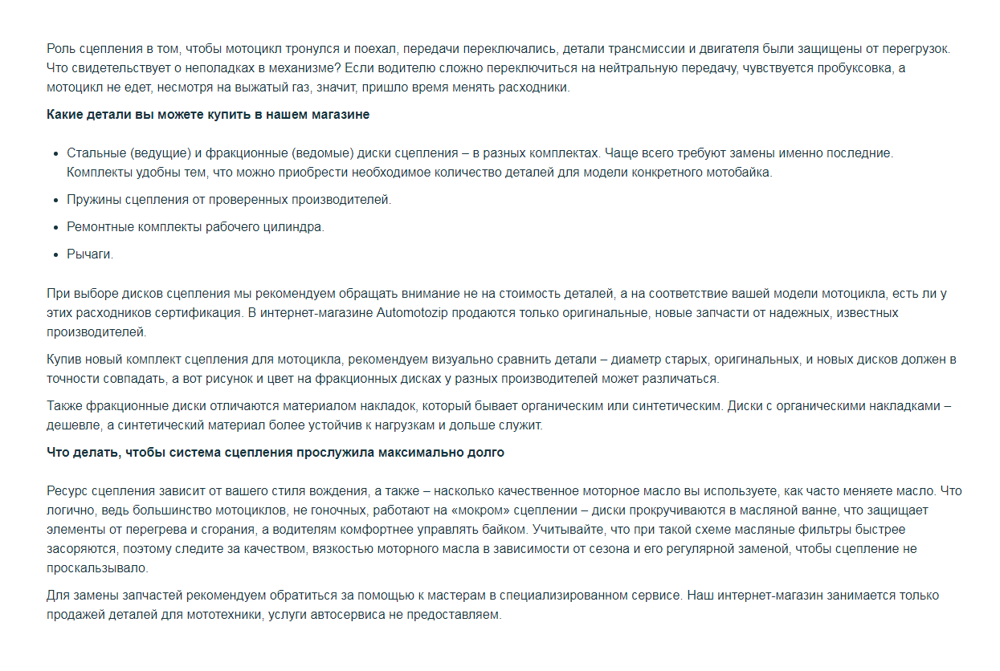 Роль сцепления в том, чтобы мотоцикл тронулся и поехал, передачи переключались, детали трансмиссии и двигателя были защищены от перегрузок.
Что свидетельствует о неполадках в механизме? Если водителю сложно переключиться на нейтральную передачу, чувствуется пробуксовка, а
мотоцикл не едет, несмотря на выжатый газ, значит, пришло время менять расходники.
Какие детали вы можете купить в нашем магазине
• Стальные (ведущие) и фракционные (ведомые) диски сцепления – в разных комплектах. Чаще всего требуют замены именно последние.
Комплекты удобны тем, что можно приобрести необходимое количество деталей для модели конкретного мотобайка.
• Пружины сцепления от проверенных производителей.
• Ремонтные комплекты рабочего цилиндра.
• Рычаги.
При выборе дисков сцепления мы рекомендуем обращать внимание не на стоимость деталей, а на соответствие вашей модели мотоцикла, есть ли у
этих расходников сертификация. В интернет-магазине Automotozip продаются только оригинальные, новые запчасти от надежных, известных
производителей.
Купив новый комплект сцепления для мотоцикла, рекомендуем визуально сравнить детали – диаметр старых, оригинальных, и новых дисков должен в
точности совпадать, а вот рисунок и цвет на фракционных дисках у разных производителей может различаться.
Также фракционные диски отличаются материалом накладок, который бывает органическим или синтетическим. Диски с органическими накладками –
дешевле, а синтетический материал более устойчив к нагрузкам и дольше служит.
Что делать, чтобы система сцепления прослужила максимально долго
Ресурс сцепления зависит от вашего стиля вождения, а также – насколько качественное моторное масло вы используете, как часто меняете масло. Что
логично, ведь большинство мотоциклов, не гоночных, работают на «мокром» сцеплении – диски прокручиваются в масляной ванне, что защищает
элементы от перегрева и сгорания, а водителям комфортнее управлять байком. Учитывайте, что при такой схеме масляные фильтры быстрее
засоряются, поэтому следите за качеством, вязкостью моторного масла в зависимости от сезона и его регулярной заменой, чтобы сцепление не
проскальзывало.
Для замены запчастей рекомендуем обратиться за помощью к мастерам в специализированном сервисе. Наш интернет-магазин занимается только
продажей деталей для мототехники, услуги автосервиса не предоставляем.